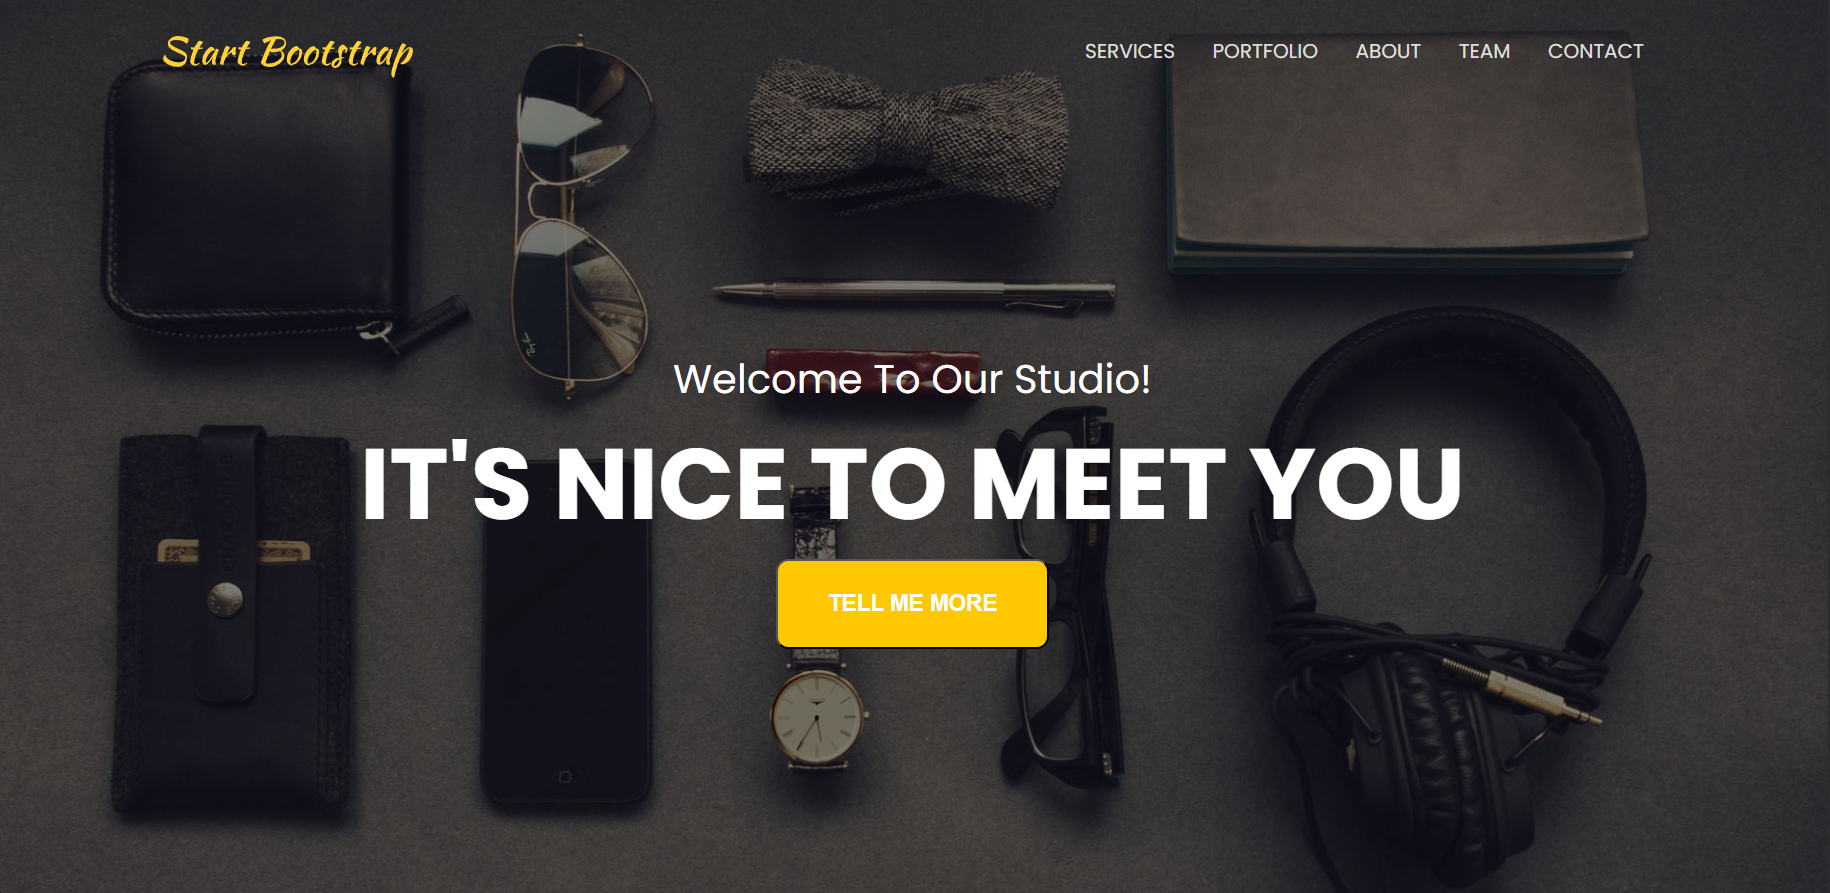 Start Bootstrap
SERVICES PORTFOLIO ABOUT TEAM CONTACT
Welcome To Our Studio!
IT'S NICE TO MEET YOU
TELL ME MORE